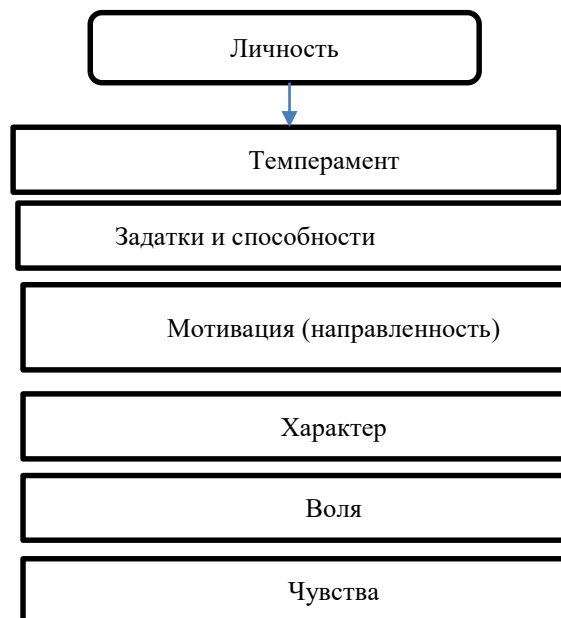 Личность
Темперамент
Задатки и способности
Мотивация (направленность)
Характер
Воля
Чувства